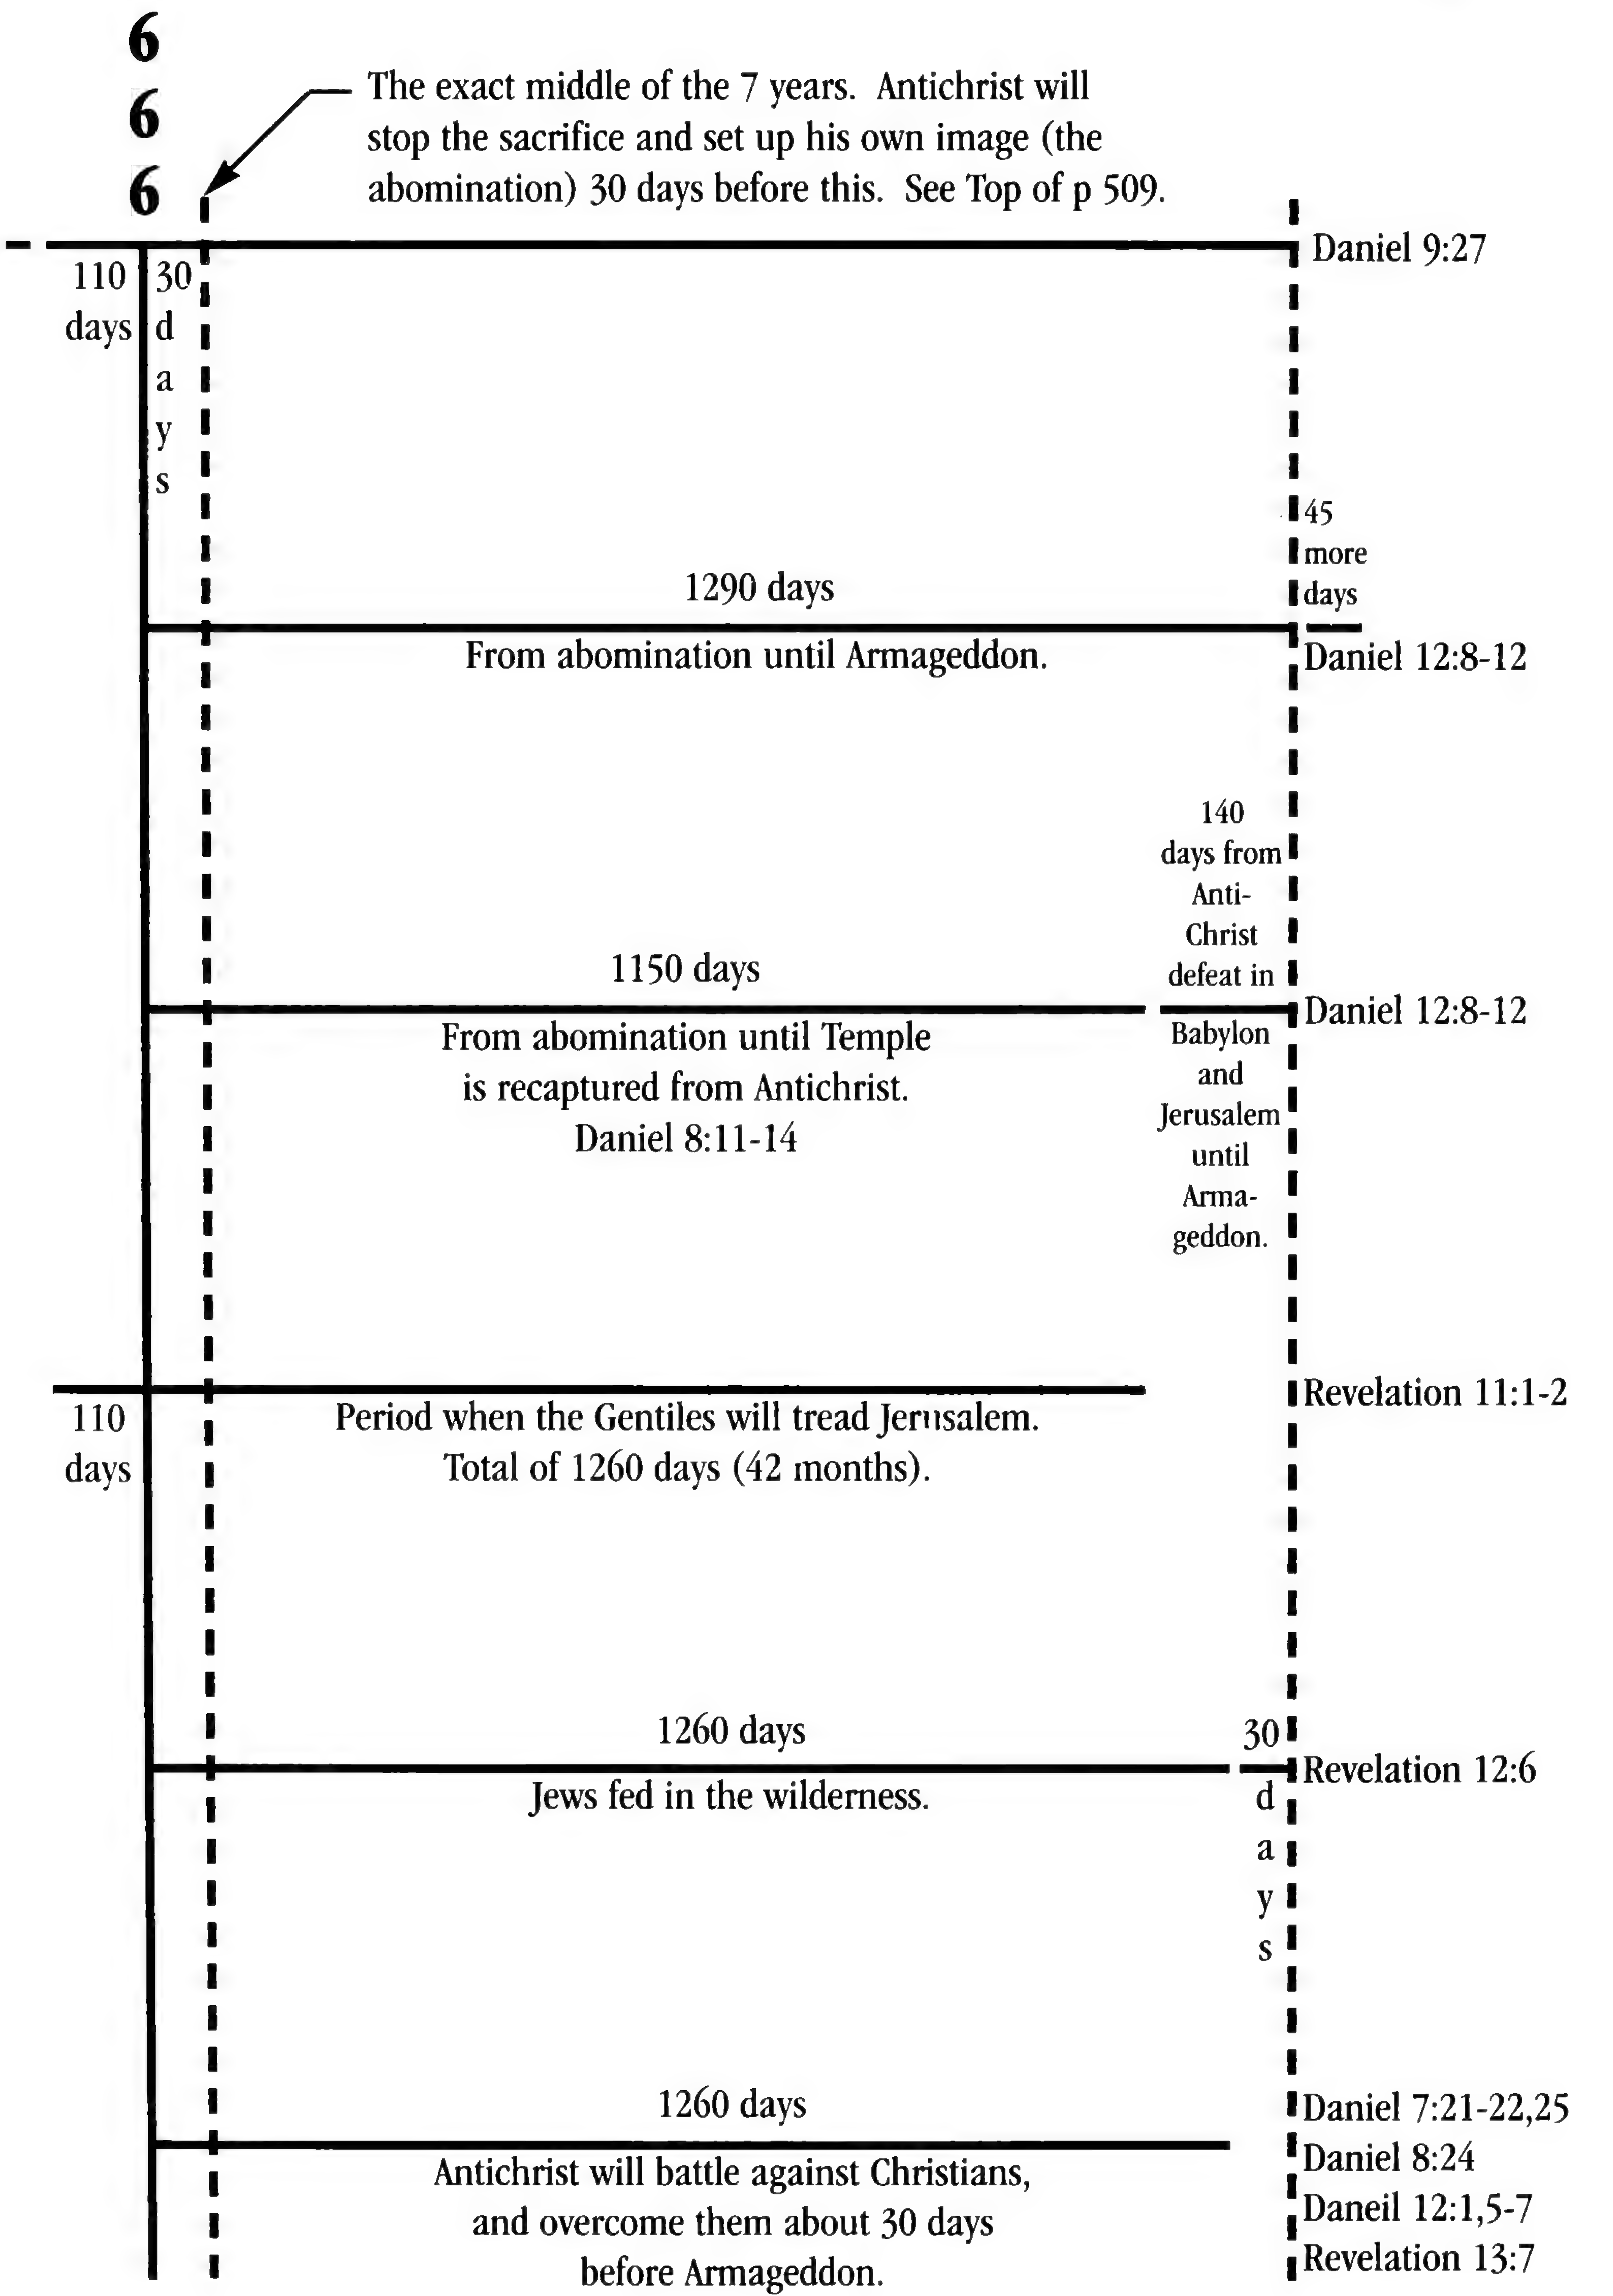 6
6
6
The exact middle of the 7 years. Antichrist will
stop the sacrifice and set up his own image (the
abomination) 30 days before this. See Top of p 509.
Daniel 9:27
110
days
30
d
a
y
s
45
more
days
1290 days
From abomination until Armageddon.
Daniel 12:8-12
140
days from
Anti-
Christ
defeat in
1150 days
Daniel 12:8-12
From abomination until Temple
is recaptured from Antichrist.
Daniel 8:11-14
Babylon
and
Jerusalem
until
Arma-
geddon.
Revelation 11:1-2
110
days
Period when the Gentiles will tread Jerusalem.
Total of 1260 days (42 months).
1260 days
30
d
a
y
s
Revelation 12:6
Jews fed in the wilderness.
1260 days
Antichrist will battle against Christians,
and overcome them about 30 days
before Armageddon.
Daniel 7:21-22,25
Daniel 8:24
Daneil 12:1,5-7
Revelation 13:7